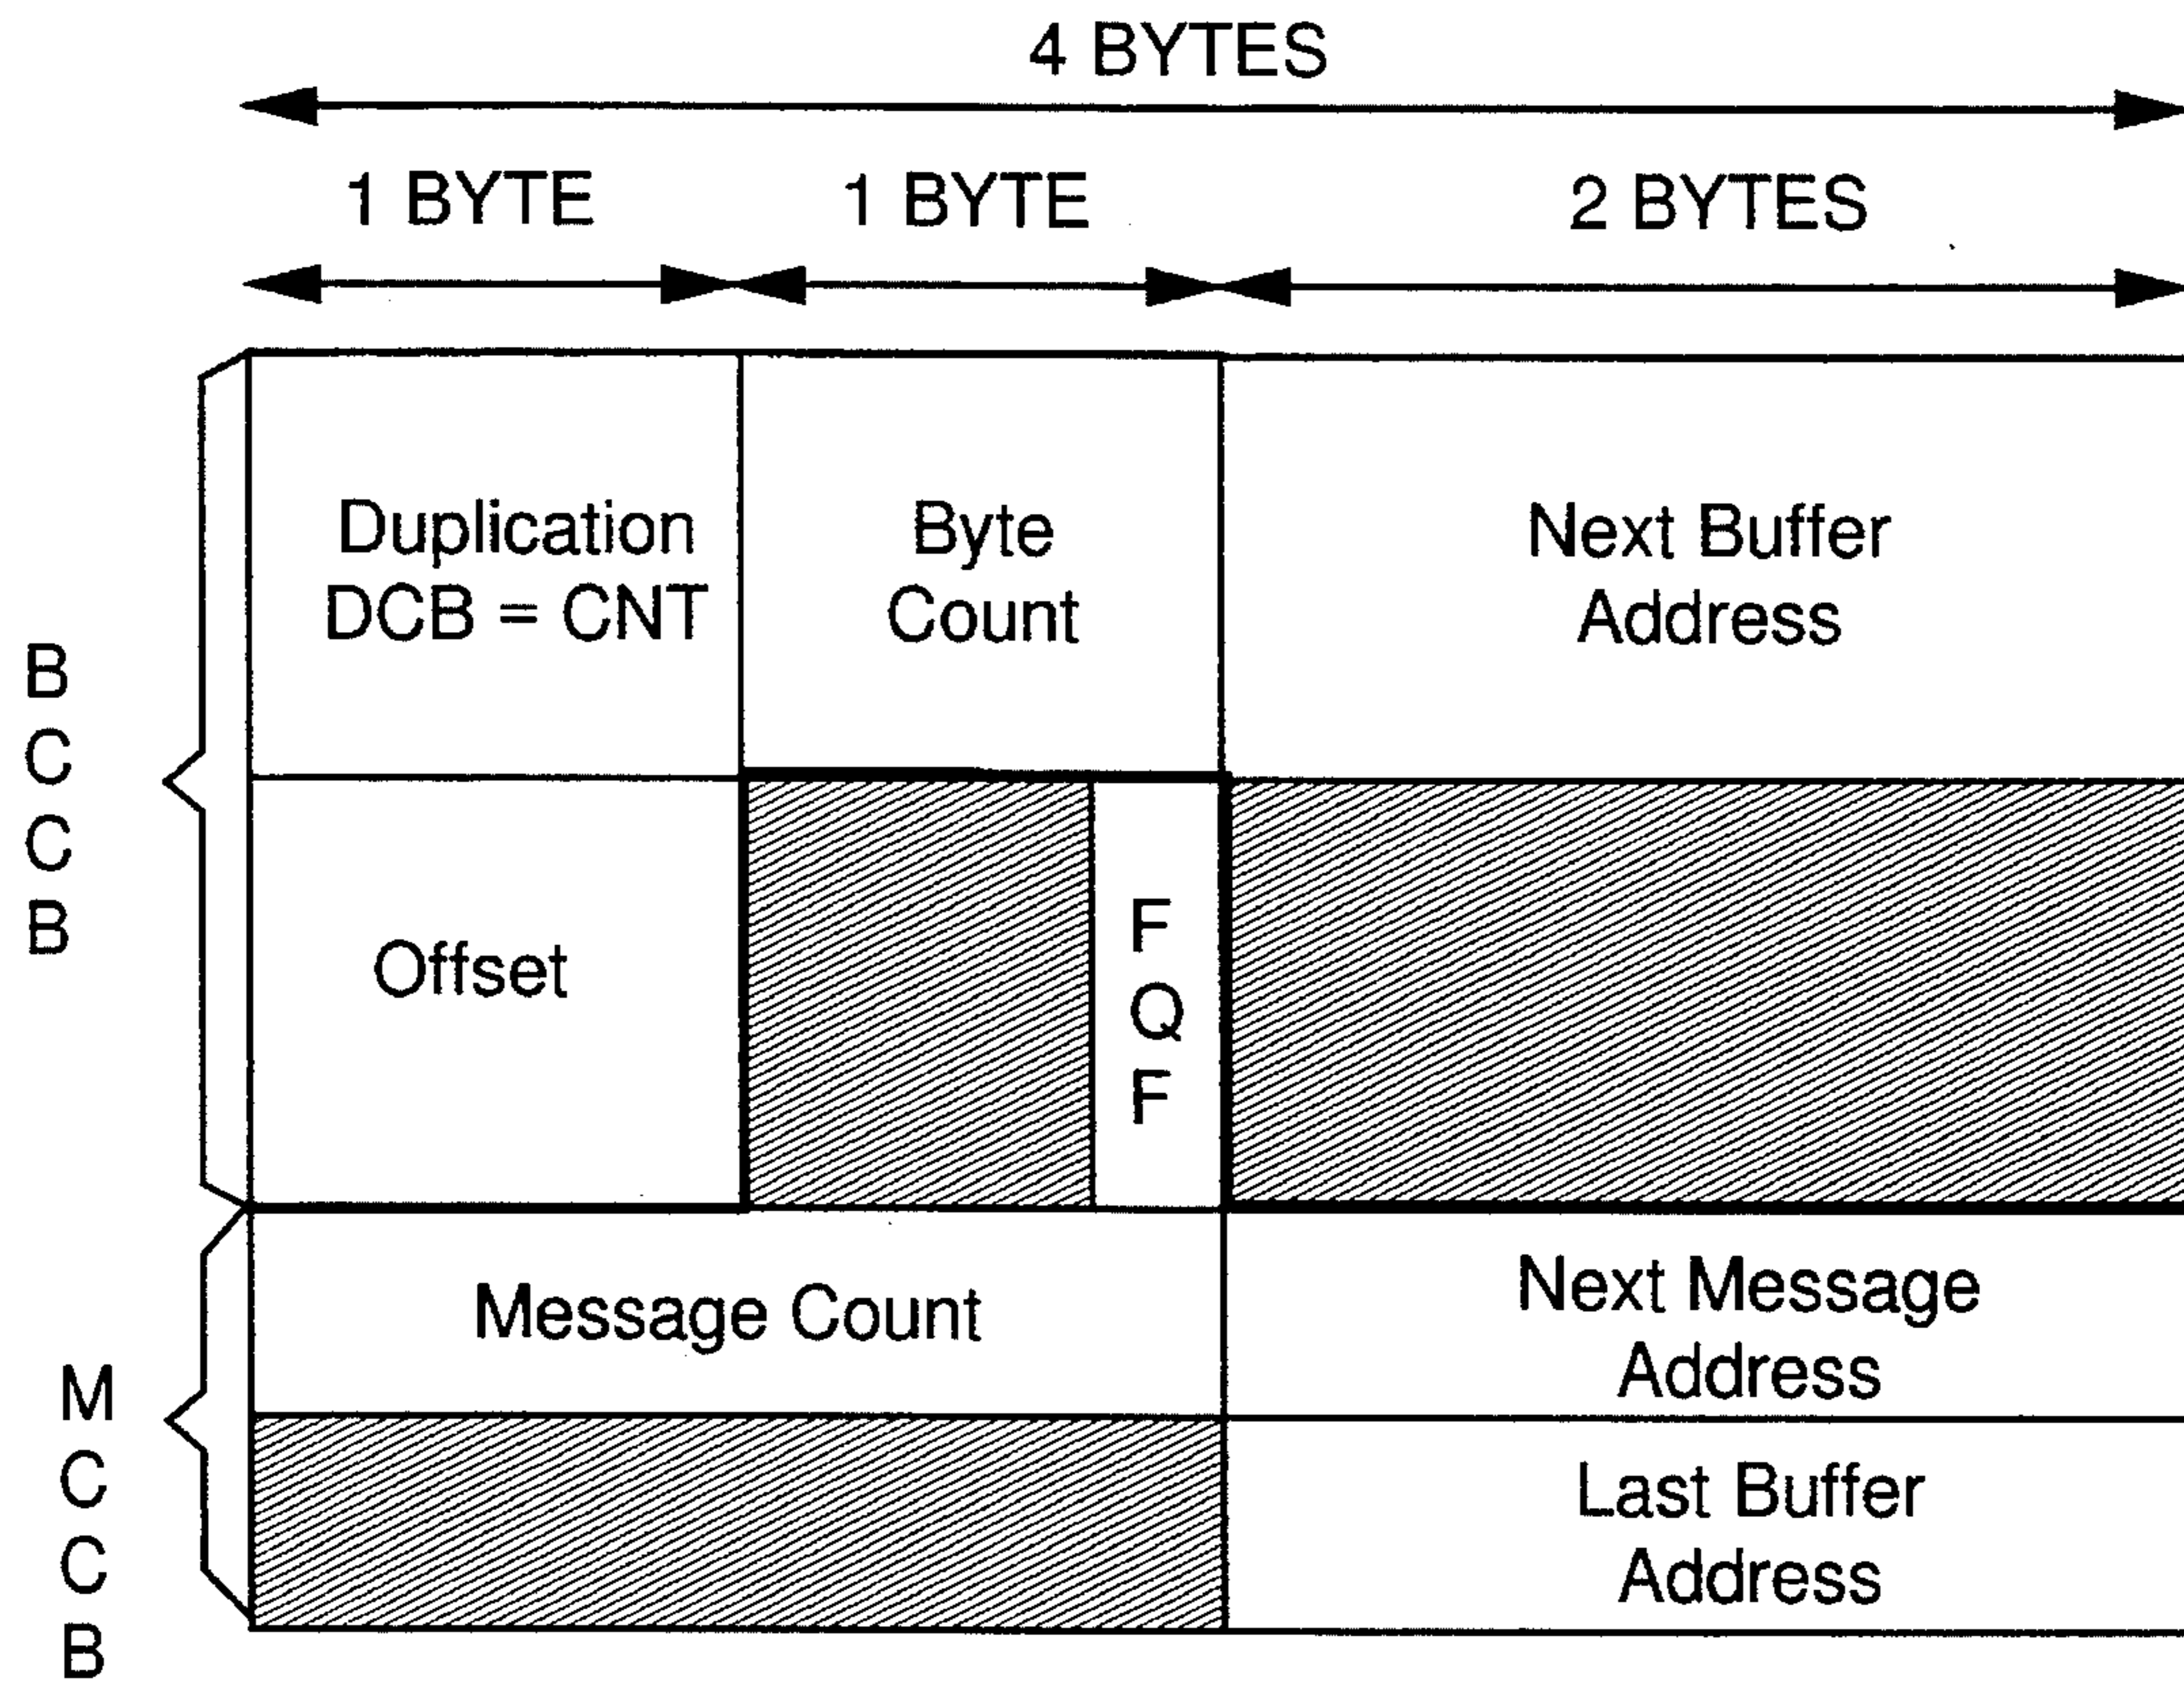 4 BYTES
1 BYTE
1 BYTE
2 BYTES
Duplication
DCB = CNT
Byte
Count
Next Buffer
Address
B
C
C
B
Offset
F
Q
F
Message Count
Next Message
Address
M
C
C
B
Last Buffer
Address